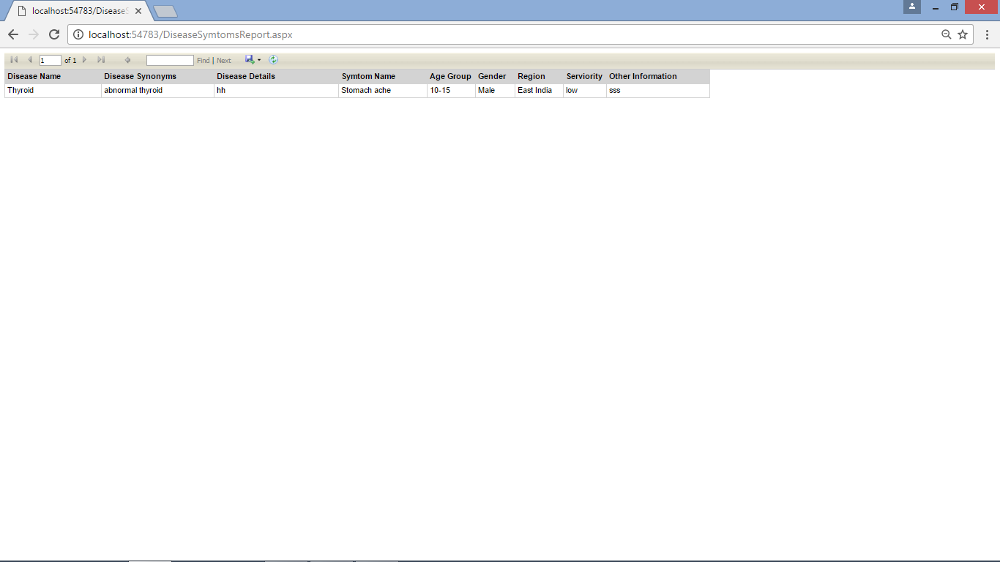 localhost:54783/DiseaseS
localhost:54783/DiseaseSymtomsReport.aspx
1 of 1 Find | Next
Disease Name Disease Synonyms Disease Details Symtom Name Age Group Gender Region Serviority Other Information
Thyroid abnormal thyroid hh Stomach ache 10-15 Male East India low sss